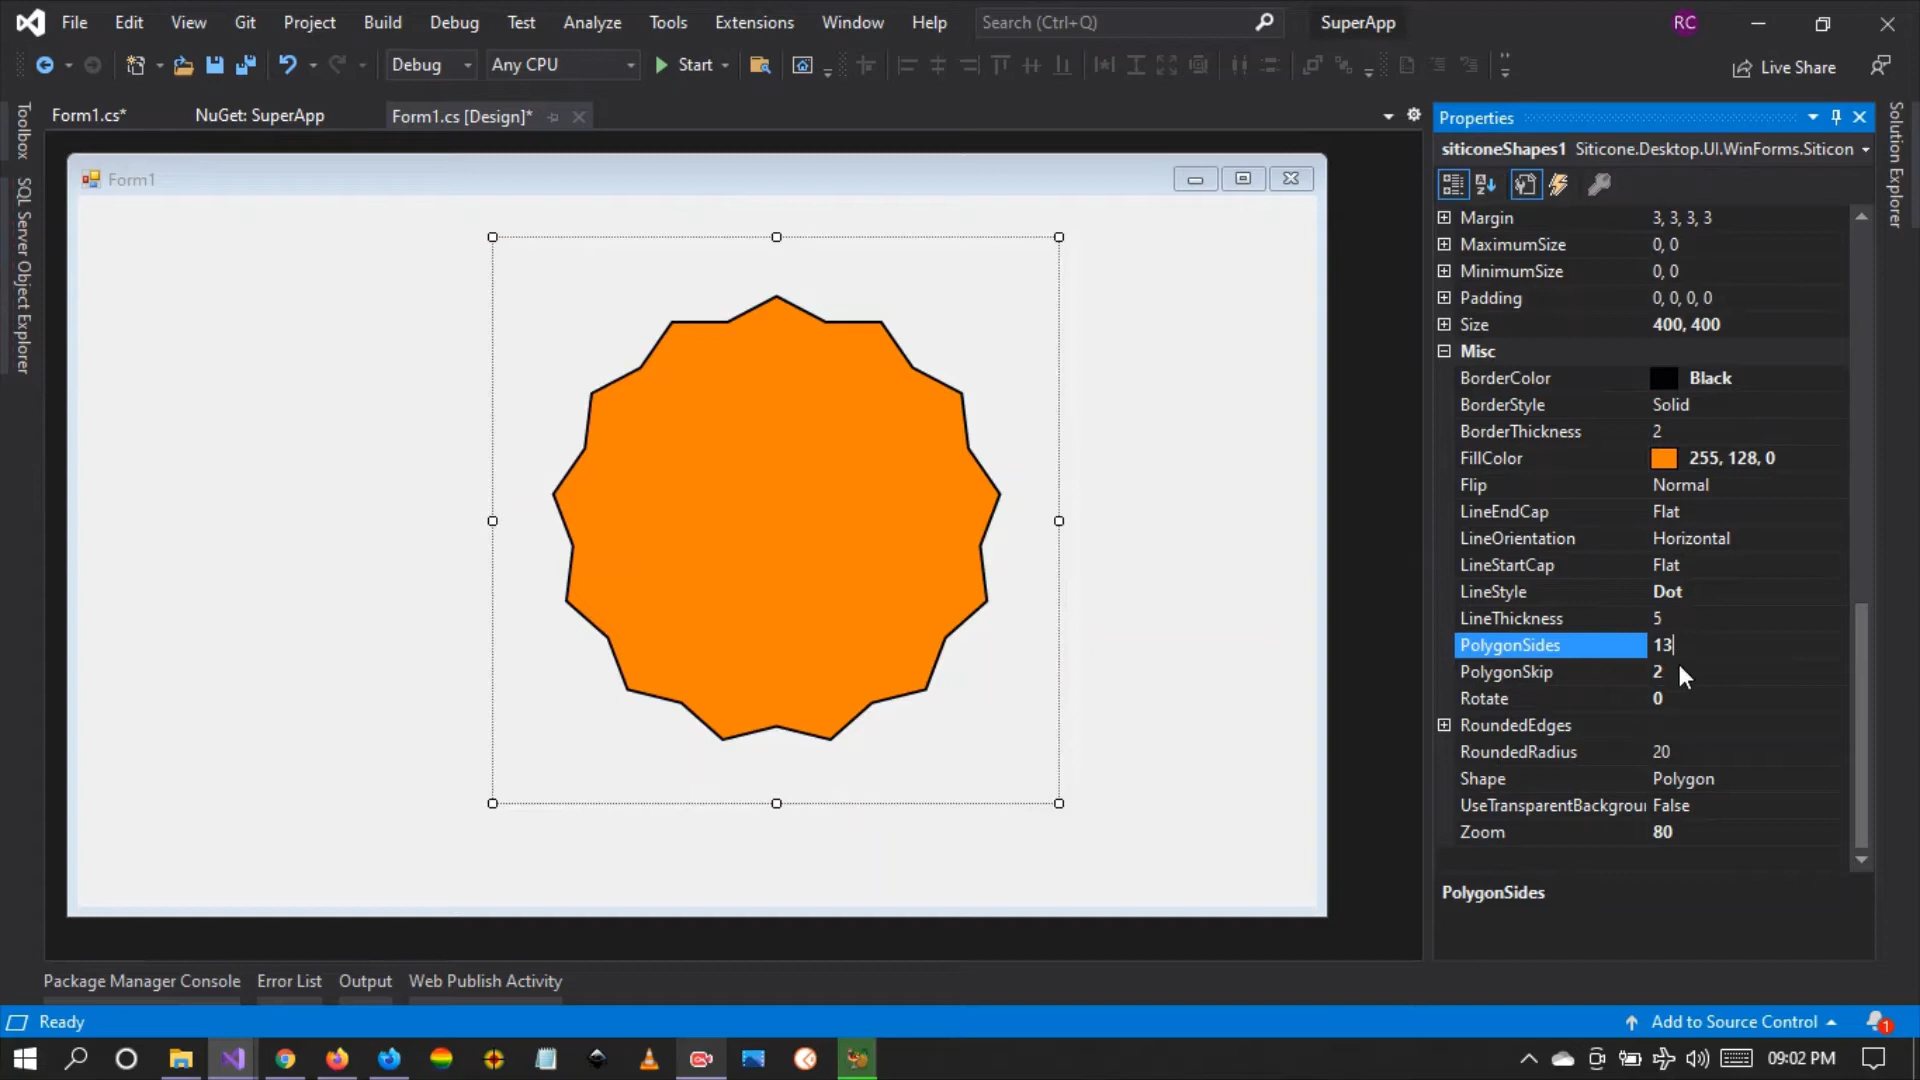 File Edit View Git Project Build Debug Test Analyze Tools Extensions Window Help Search (Ctrl+Q) SuperApp RC
Debug Any CPU Start Live Share
Form1.cs* NuGet: SuperApp Form1.cs [Design]*
Properties
siticoneShapes1 Siticone.Desktop.UI.WinForms.Siticon
Toolbox
SQL Server Object Explorer
Solution Explorer
Form1
Margin 3, 3, 3, 3
MaximumSize 0, 0
MinimumSize 0, 0
Padding 0, 0, 0, 0
Size 400, 400
Misc
BorderColor Black
BorderStyle Solid
BorderThickness 2
FillColor 255, 128, 0
Flip Normal
LineEndCap Flat
LineOrientation Horizontal
LineStartCap Flat
LineStyle Dot
LineThickness 5
PolygonSides 13
PolygonSkip 2
Rotate 0
RoundedEdges
RoundedRadius 20
Shape Polygon
UseTransparentBackgrou False
Zoom 80
PolygonSides
Package Manager Console Error List Output Web Publish Activity
Ready Add to Source Control 1
09:02 PM